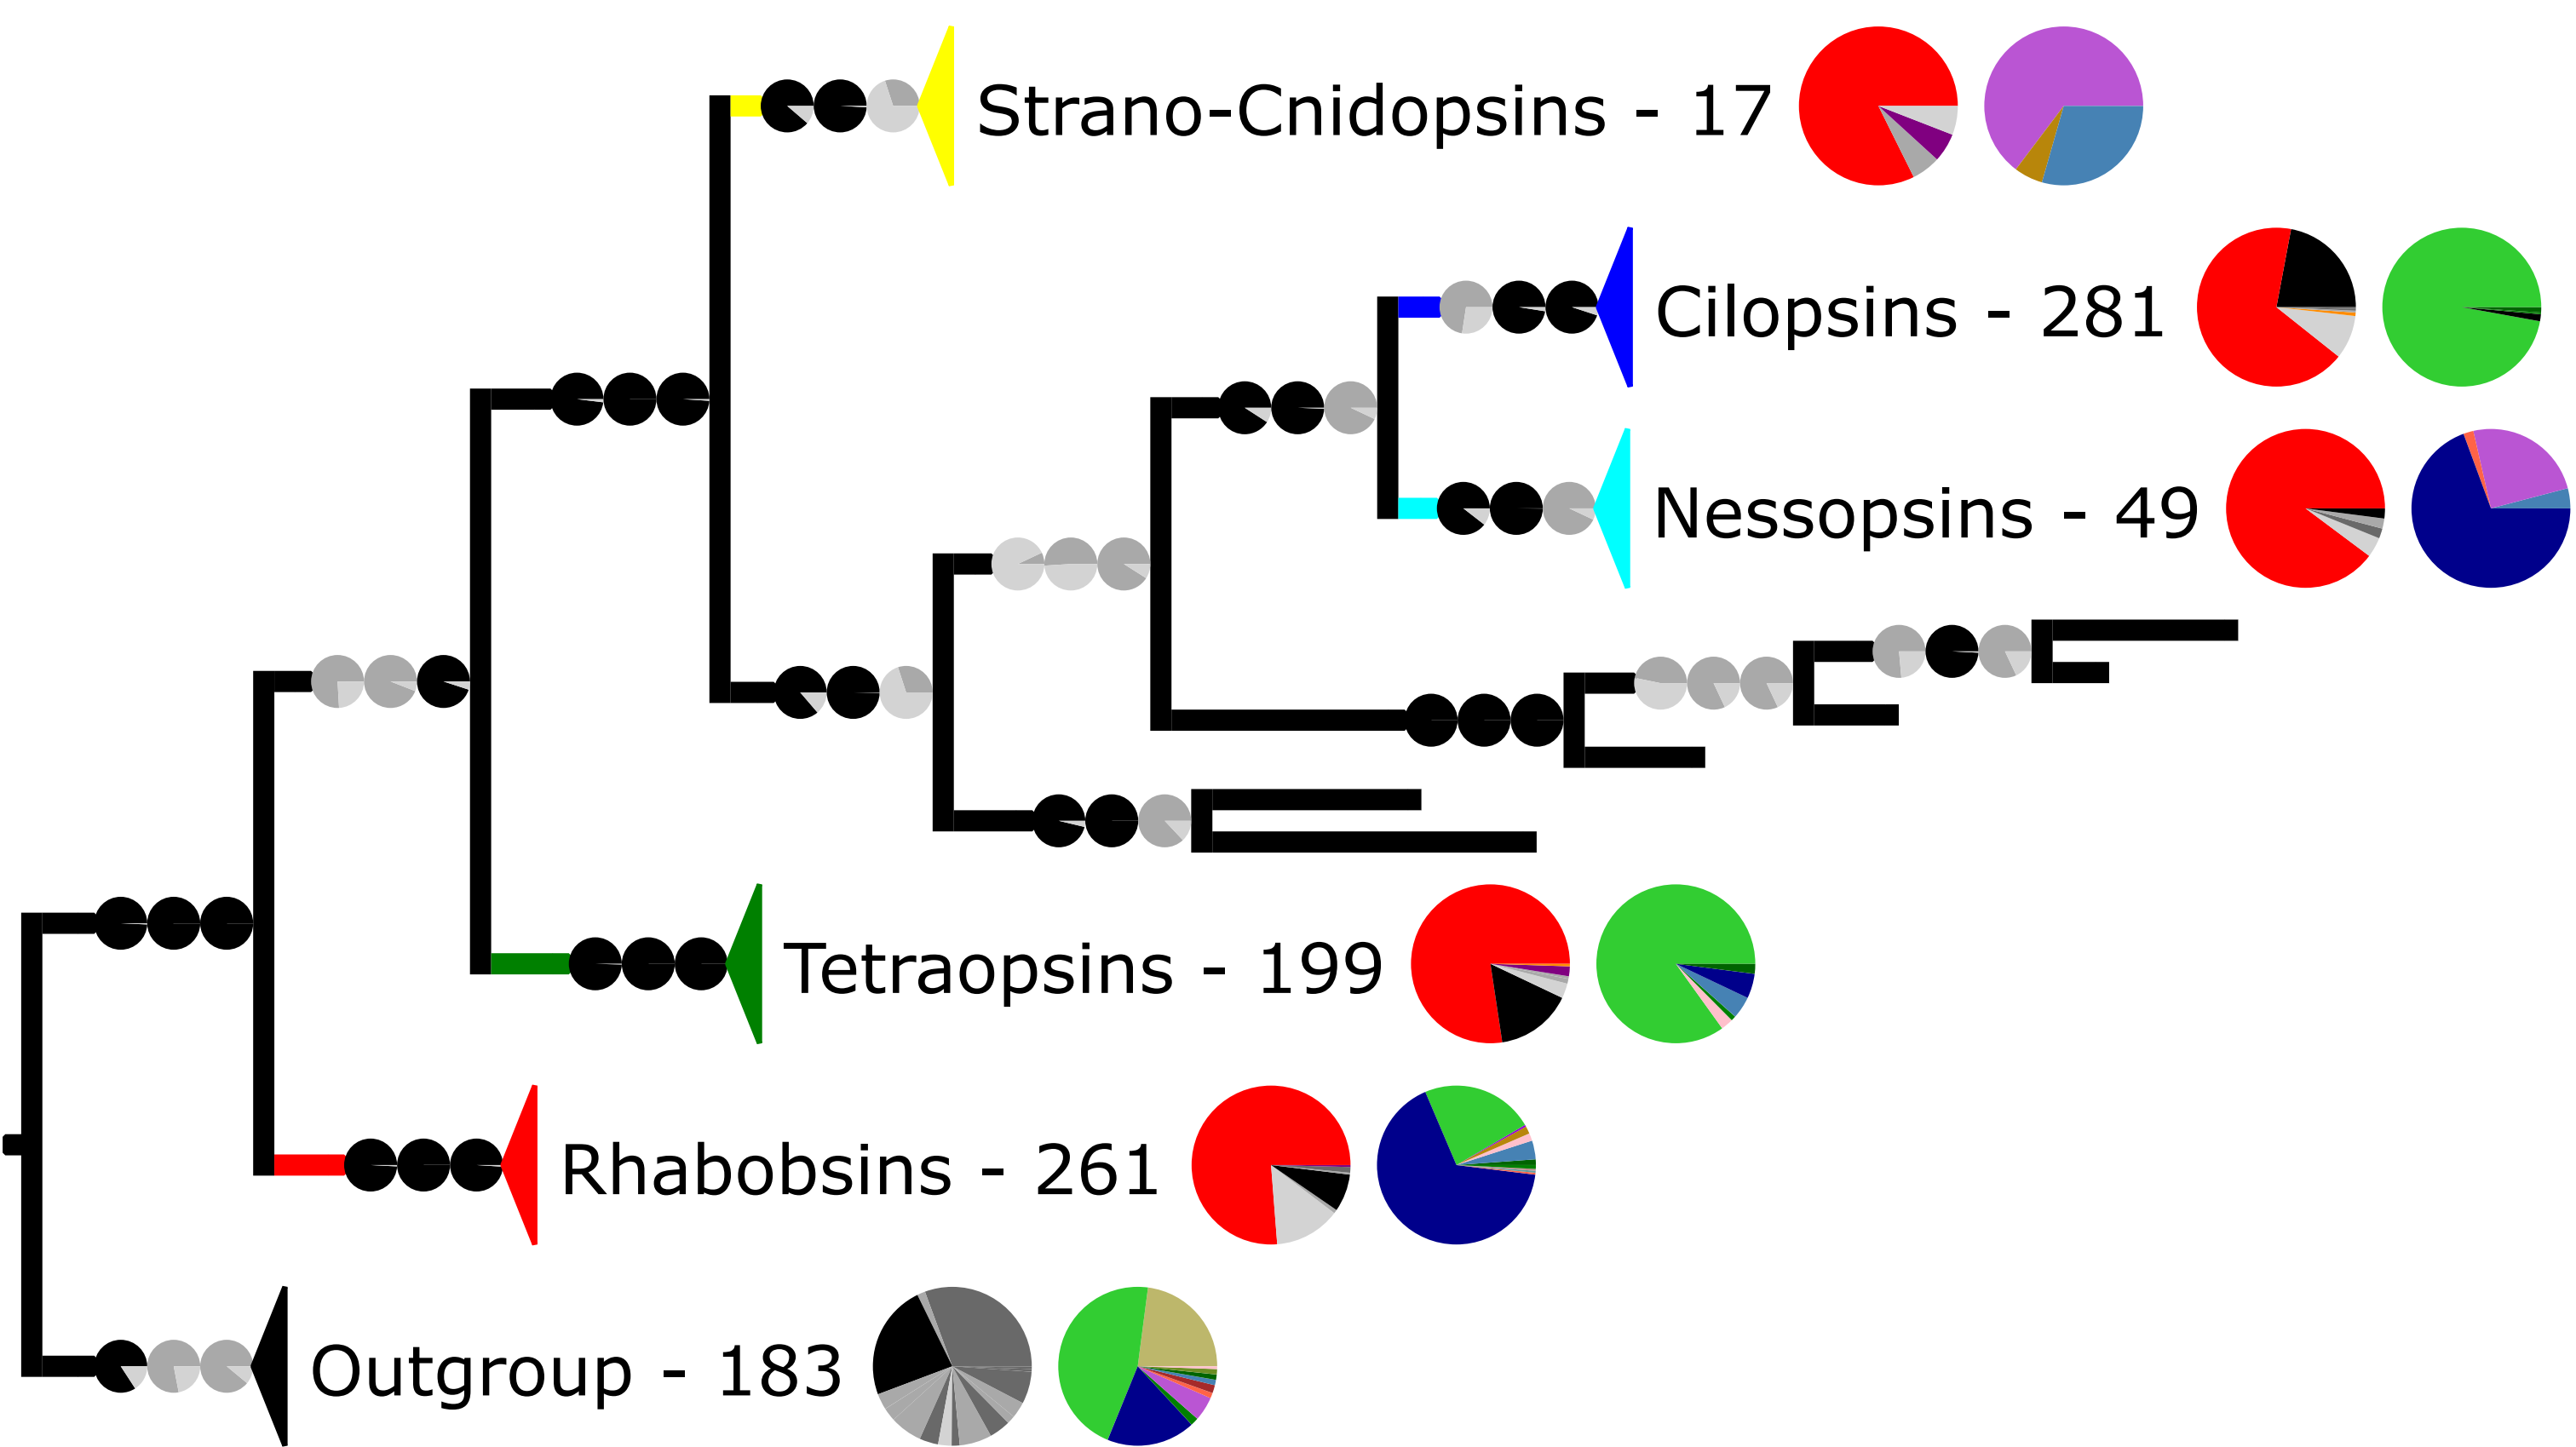 Strano-Cnidopsins - 17
Cilopsins - 281
Nessopsins - 49
Tetraopsins - 199
Rhabobsins - 261
Outgroup - 183